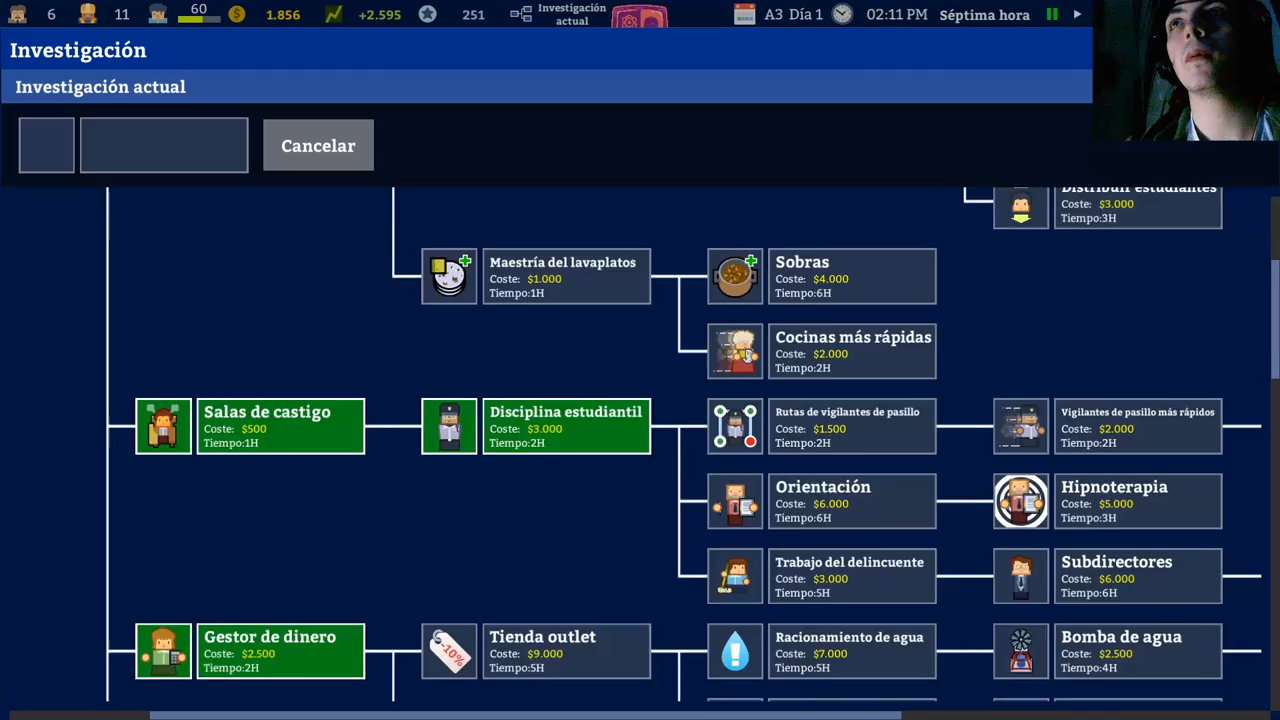 6 11 60 1.856 +2.595 251 Investigación actual A3 Día 1 02:11 PM Séptima hora
Investigación
Investigación actual
Cancelar
Distribuir estudiantes
Coste: $3.000
Tiempo:3H
Maestría del lavaplatos
Coste: $1.000
Tiempo:1H
Sobras
Coste: $4.000
Tiempo:6H
Cocinas más rápidas
Coste: $2.000
Tiempo:2H
Salas de castigo
Coste: $500
Tiempo:1H
Disciplina estudiantil
Coste: $3.000
Tiempo:2H
Rutas de vigilantes de pasillo
Coste: $1.500
Tiempo:2H
Vigilantes de pasillo más rápidos
Coste: $2.000
Tiempo:2H
Orientación
Coste: $6.000
Tiempo:6H
Hipnoterapia
Coste: $5.000
Tiempo:3H
Trabajo del delincuente
Coste: $3.000
Tiempo:5H
Subdirectores
Coste: $6.000
Tiempo:6H
Gestor de dinero
Coste: $2.500
Tiempo:2H
-10%
Tienda outlet
Coste: $9.000
Tiempo:5H
Racionamiento de agua
Coste: $7.000
Tiempo:5H
Bomba de agua
Coste: $2.500
Tiempo:4H